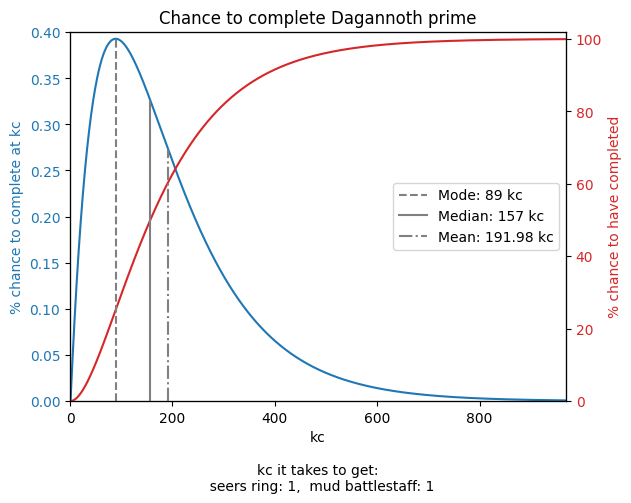 Chance to complete Dagannoth prime
% chance to complete at kc
0.40
0.35
0.30
0.25
0.20
0.15
0.10
0.05
0.00
100
80
60
40
20
0
% chance to have completed
Mode: 89 kc
Median: 157 kc
Mean: 191.98 kc
0 200 400 600 800
kc
kc it takes to get:
seers ring: 1, mud battlestaff: 1